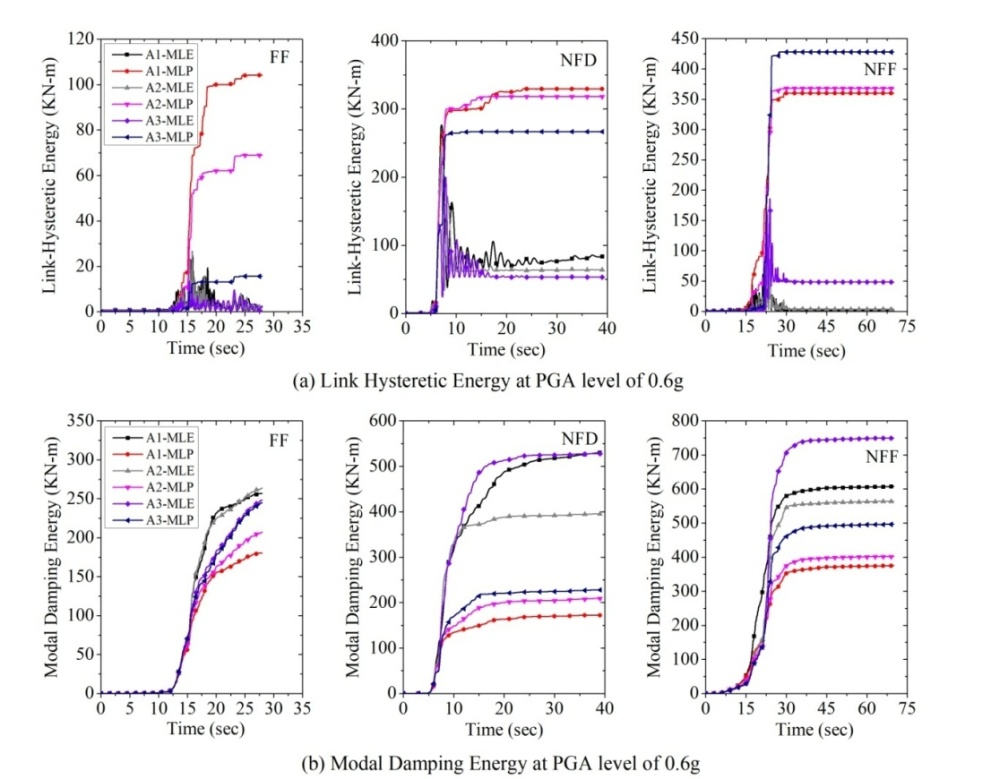 Link-Hysteretic Energy (KN-m)
120
100
80
60
40
20
0
FF
A1-MLE
A1-MLP
A2-MLE
A2-MLP
A3-MLE
A3-MLP
0 5 10 15 20 25 30 35
Time (sec)
Link-Hysteretic Energy (KN-m)
400
300
200
100
0
NFD
0 10 20 30 40
Time (sec)
Link-Hysteretic Energy (KN-m)
450
400
350
300
250
200
150
100
50
0
NFF
0 15 30 45 60 75
Time (sec)
(a) Link Hysteretic Energy at PGA level of 0.6g
Modal Damping Energy (KN-m)
350
300
250
200
150
100
50
0
FF
A1-MLE
A1-MLP
A2-MLE
A2-MLP
A3-MLE
A3-MLP
0 5 10 15 20 25 30 35
Time (sec)
Modal Damping Energy (KN-m)
600
500
400
300
200
100
0
NFD
0 10 20 30 40
Time (sec)
Modal Damping Energy (KN-m)
800
700
600
500
400
300
200
100
0
NFF
0 15 30 45 60 75
Time (sec)
(b) Modal Damping Energy at PGA level of 0.6g